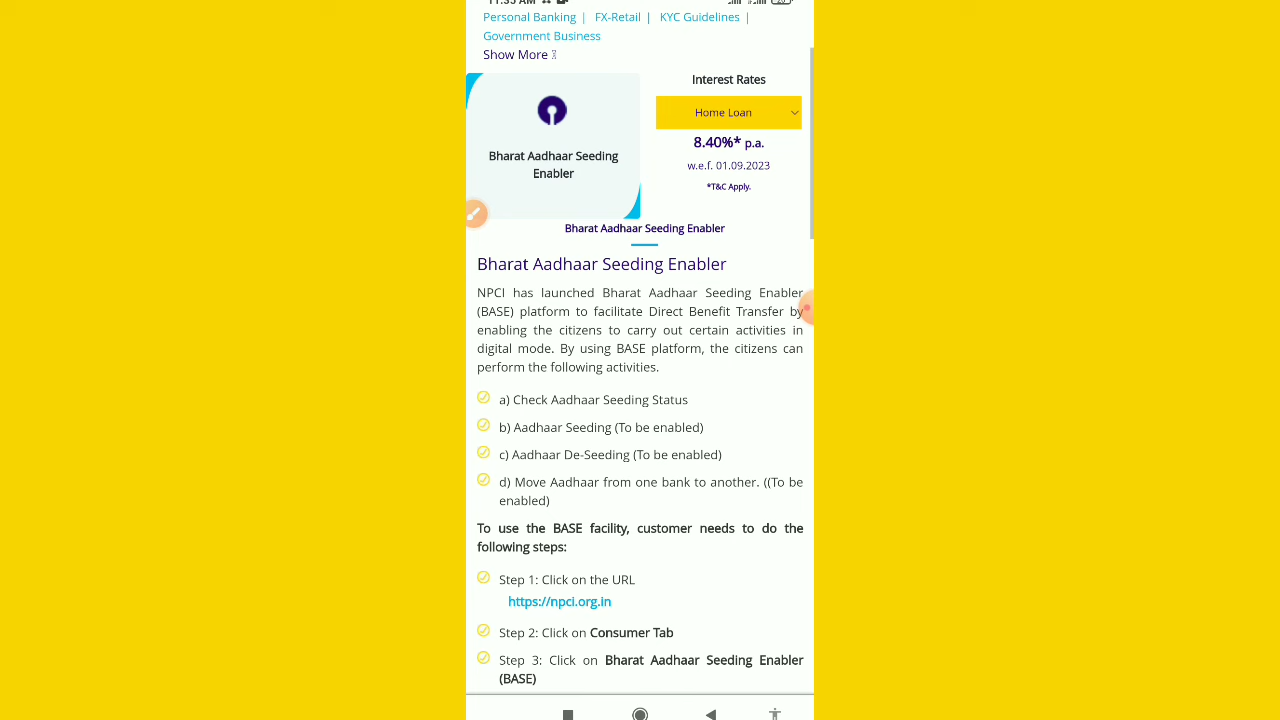 11:35 AM
Personal Banking | FX-Retail | KYC Guidelines |
Government Business
Show More
Bharat Aadhaar Seeding
Enabler
Interest Rates
Home Loan
8.40%* p.a.
w.e.f. 01.09.2023
*T&C Apply.
Bharat Aadhaar Seeding Enabler
Bharat Aadhaar Seeding Enabler
NPCI has launched Bharat Aadhaar Seeding Enabler
(BASE) platform to facilitate Direct Benefit Transfer by
enabling the citizens to carry out certain activities in
digital mode. By using BASE platform, the citizens can
perform the following activities.
a) Check Aadhaar Seeding Status
b) Aadhaar Seeding (To be enabled)
c) Aadhaar De-Seeding (To be enabled)
d) Move Aadhaar from one bank to another. ((To be
enabled)
To use the BASE facility, customer needs to do the
following steps:
Step 1: Click on the URL
https://npci.org.in
Step 2: Click on Consumer Tab
Step 3: Click on Bharat Aadhaar Seeding Enabler
(BASE)